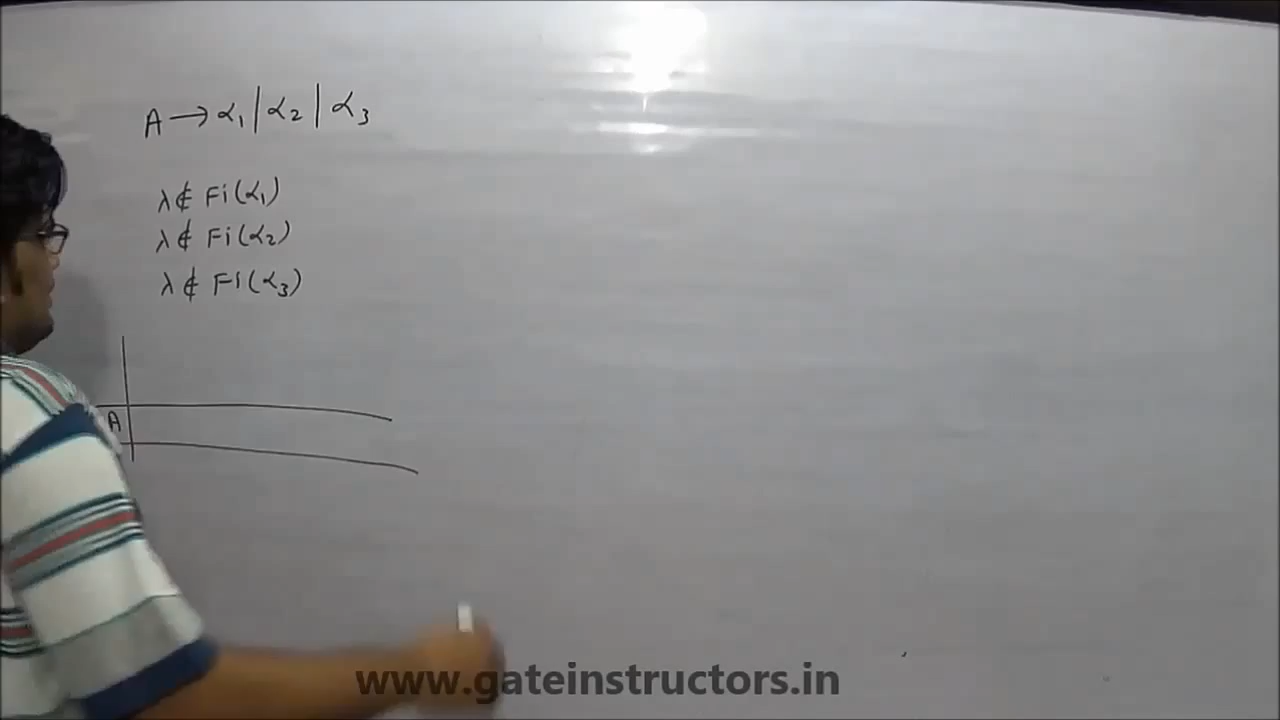 A → α₁ | α₂ | α₃
λ ∉ Fi(α₁)
λ ∉ Fi(α₂)
λ ∉ Fi(α₃)
A
www.gateinstructors.in